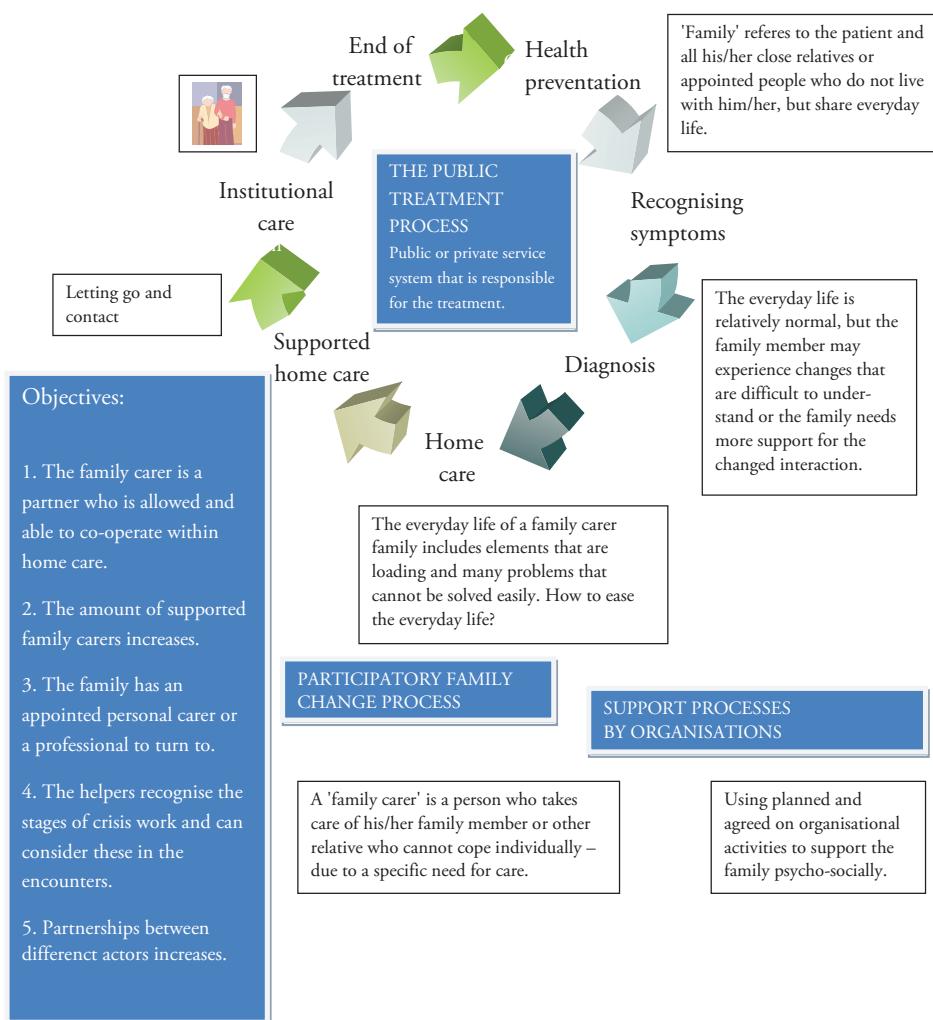 End of
treatment
Health
preventation
'Family' referes to the patient and
all his/her close relatives or
appointed people who do not live
with him/her, but share everyday
life.
THE PUBLIC
TREATMENT
PROCESS
Public or private service
system that is responsible
for the treatment.
Institutional
care
Recognising
symptoms
Letting go and
contact
The everyday life is
relatively normal, but the
family member may
experience changes that
are difficult to under-
stand or the family needs
more support for the
changed interaction.
Supported
home care
Diagnosis
Home
care
Objectives:
1. The family carer is a
partner who is allowed and
able to co-operate within
home care.
2. The amount of supported
family carers increases.
3. The family has an
appointed personal carer or
a professional to turn to.
4. The helpers recognise the
stages of crisis work and can
consider these in the
encounters.
5. Partnerships between
differenct actors increases.
The everyday life of a family carer
family includes elements that are
loading and many problems that
cannot be solved easily. How to ease
the everyday life?
PARTICIPATORY FAMILY
CHANGE PROCESS
SUPPORT PROCESSES
BY ORGANISATIONS
A 'family carer' is a person who takes
care of his/her family member or other
relative who cannot cope individually –
due to a specific need for care.
Using planned and
agreed on organisational
activities to support the
family psycho-socially.